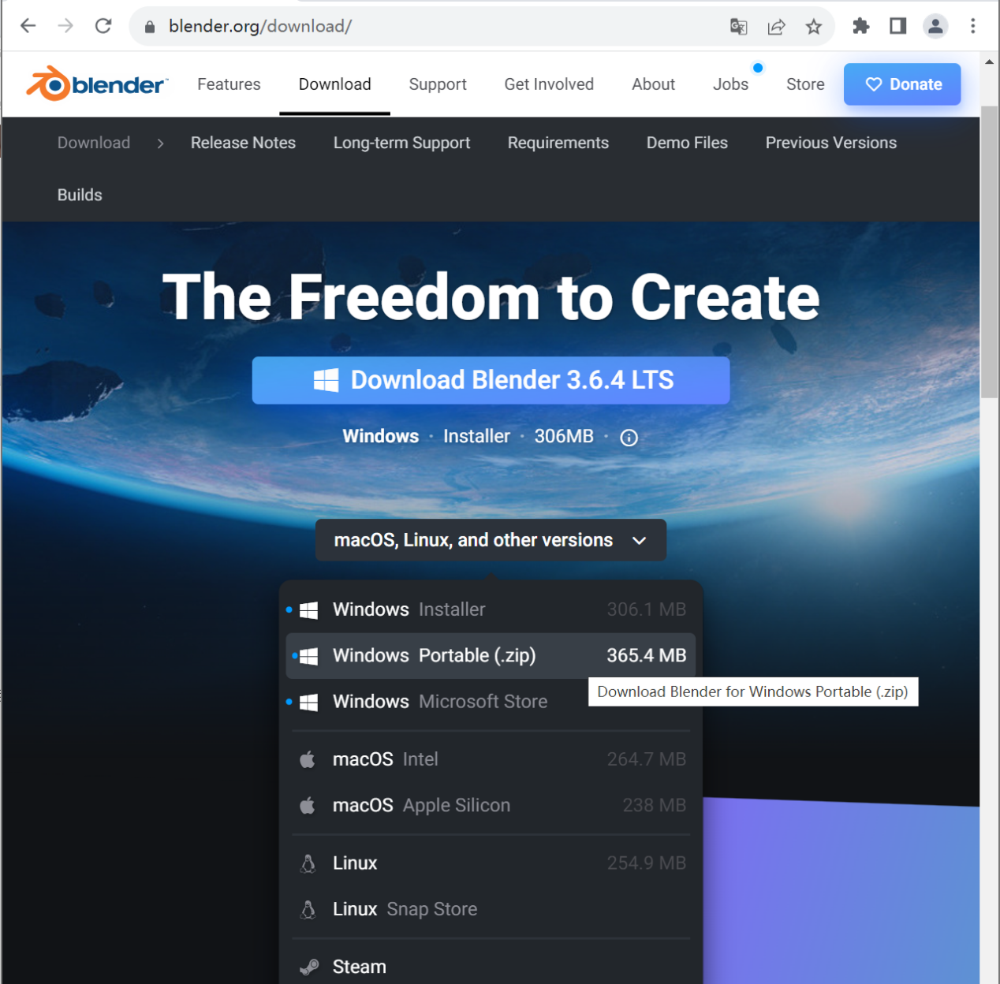 blender.org/download/
blender™ Features Download Support Get Involved About Jobs Store Donate
Download Release Notes Long-term Support Requirements Demo Files Previous Versions
Builds
The Freedom to Create
Download Blender 3.6.4 LTS
Windows · Installer · 306MB ·
macOS, Linux, and other versions
Windows Installer 306.1 MB
Windows Portable (.zip) 365.4 MB
Download Blender for Windows Portable (.zip)
Windows Microsoft Store
macOS Intel 264.7 MB
macOS Apple Silicon 238 MB
Linux 254.9 MB
Linux Snap Store
Steam